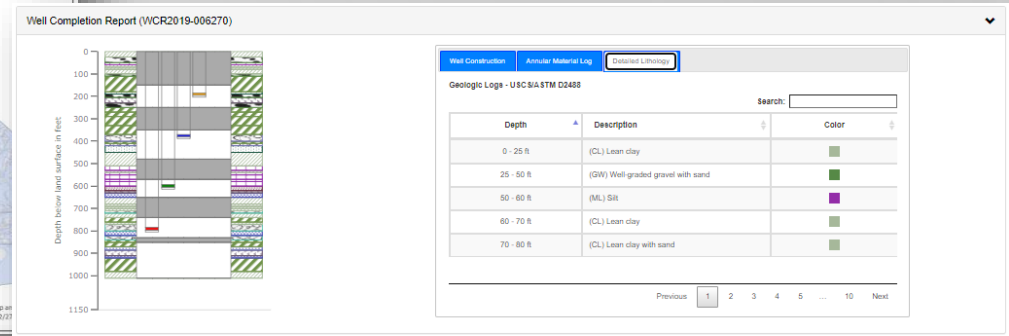 Well Completion Report (WCR2019-006270)
0
100
200
300
400
500
600
700
800
900
1000
1150
Depth below land surface in feet
Well Construction Annular Material Log Detailed Lithology
Geologic Logs - USCS/ASTM D2488
Search:
Depth Description Color
0 - 25 ft (CL) Lean clay
25 - 50 ft (GW) Well-graded gravel with sand
50 - 60 ft (ML) Silt
60 - 70 ft (CL) Lean clay
70 - 80 ft (CL) Lean clay with sand
Previous 1 2 3 4 5 ... 10 Next